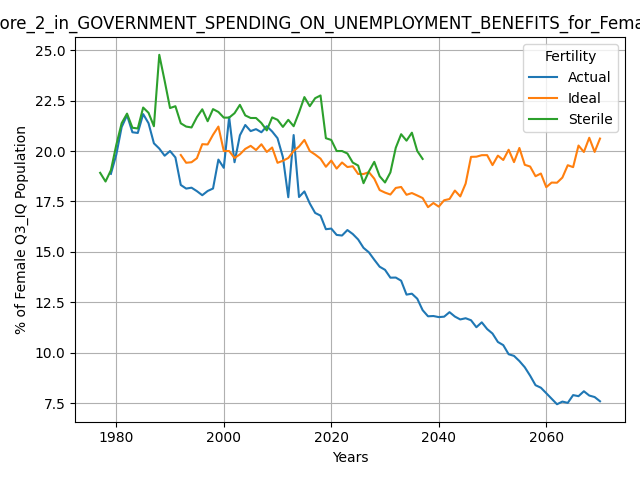 ore_2_in_GOVERNMENT_SPENDING_ON_UNEMPLOYMENT_BENEFITS_for_Fema
Fertility
Actual
Ideal
Sterile
25.0
22.5
20.0
17.5
15.0
12.5
10.0
7.5
% of Female Q3_IQ Population
1980
2000
2020
2040
2060
Years